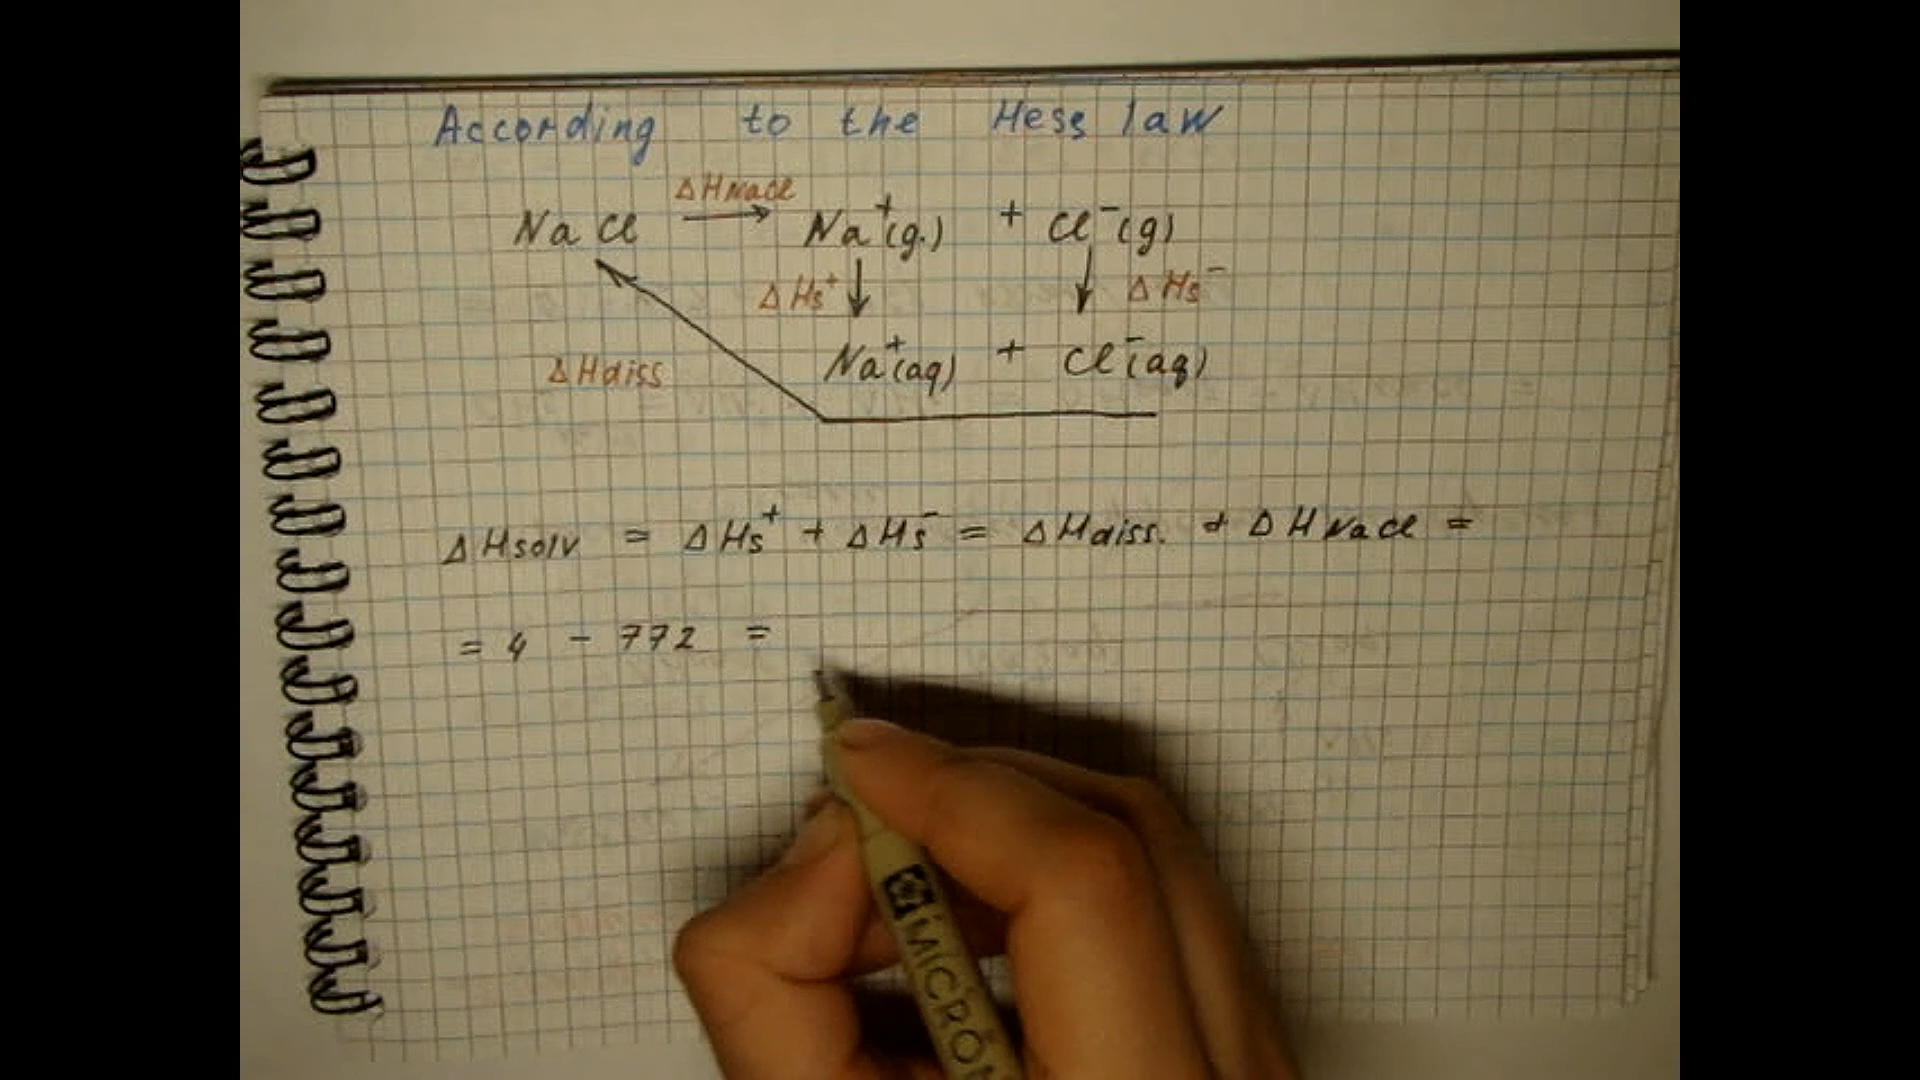 According to the Hess law
ΔHNaCl
NaCl → Na⁺(g.) + Cl⁻(g)
ΔHs⁺ ↓ ↓ ΔHs⁻
ΔHdiss Na⁺(aq) + Cl⁻(aq)
ΔHsolv = ΔHs⁺ + ΔHs⁻ = ΔHdiss. + ΔHNaCl =
= 4 - 772 =
MICRON